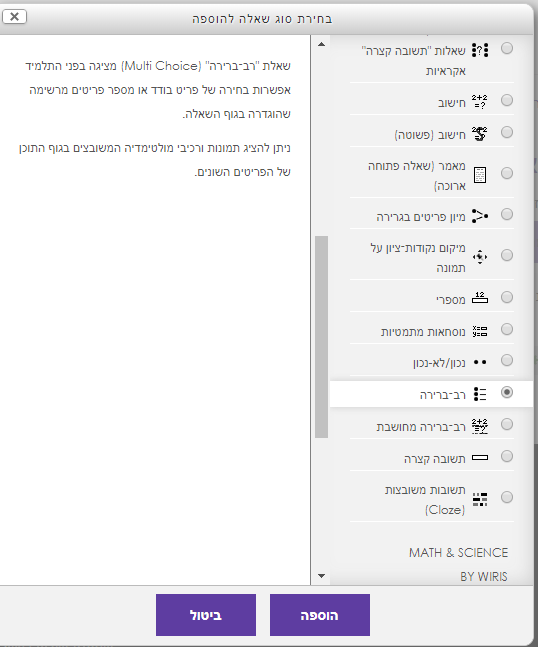 בחירת סוג שאלה להוספה
שאלות "תשובה קצרה"
אקראיות
חישוב
חישוב (פשוטה)
מאמר (שאלה פתוחה
ארוכה)
מיון פריטים בגרירה
מיקום נקודות-ציון על
תמונה
מספרי
נוסחאות מתמטיות
נכון/לא-נכון
רב-ברירה
רב-ברירה מחושבת
תשובה קצרה
תשובות משובצות
(Cloze)
MATH & SCIENCE
BY WIRIS
שאלת "רב-ברירה" (Multi Choice) מציגה בפני התלמיד
אפשרות בחירה של פריט בודד או מספר פריטים מרשימה
שהוגדרה בגוף השאלה.
ניתן להציג תמונות ורכיבי מולטימדיה המשובצים בגוף התוכן
של הפריטים השונים.
הוספה
ביטול